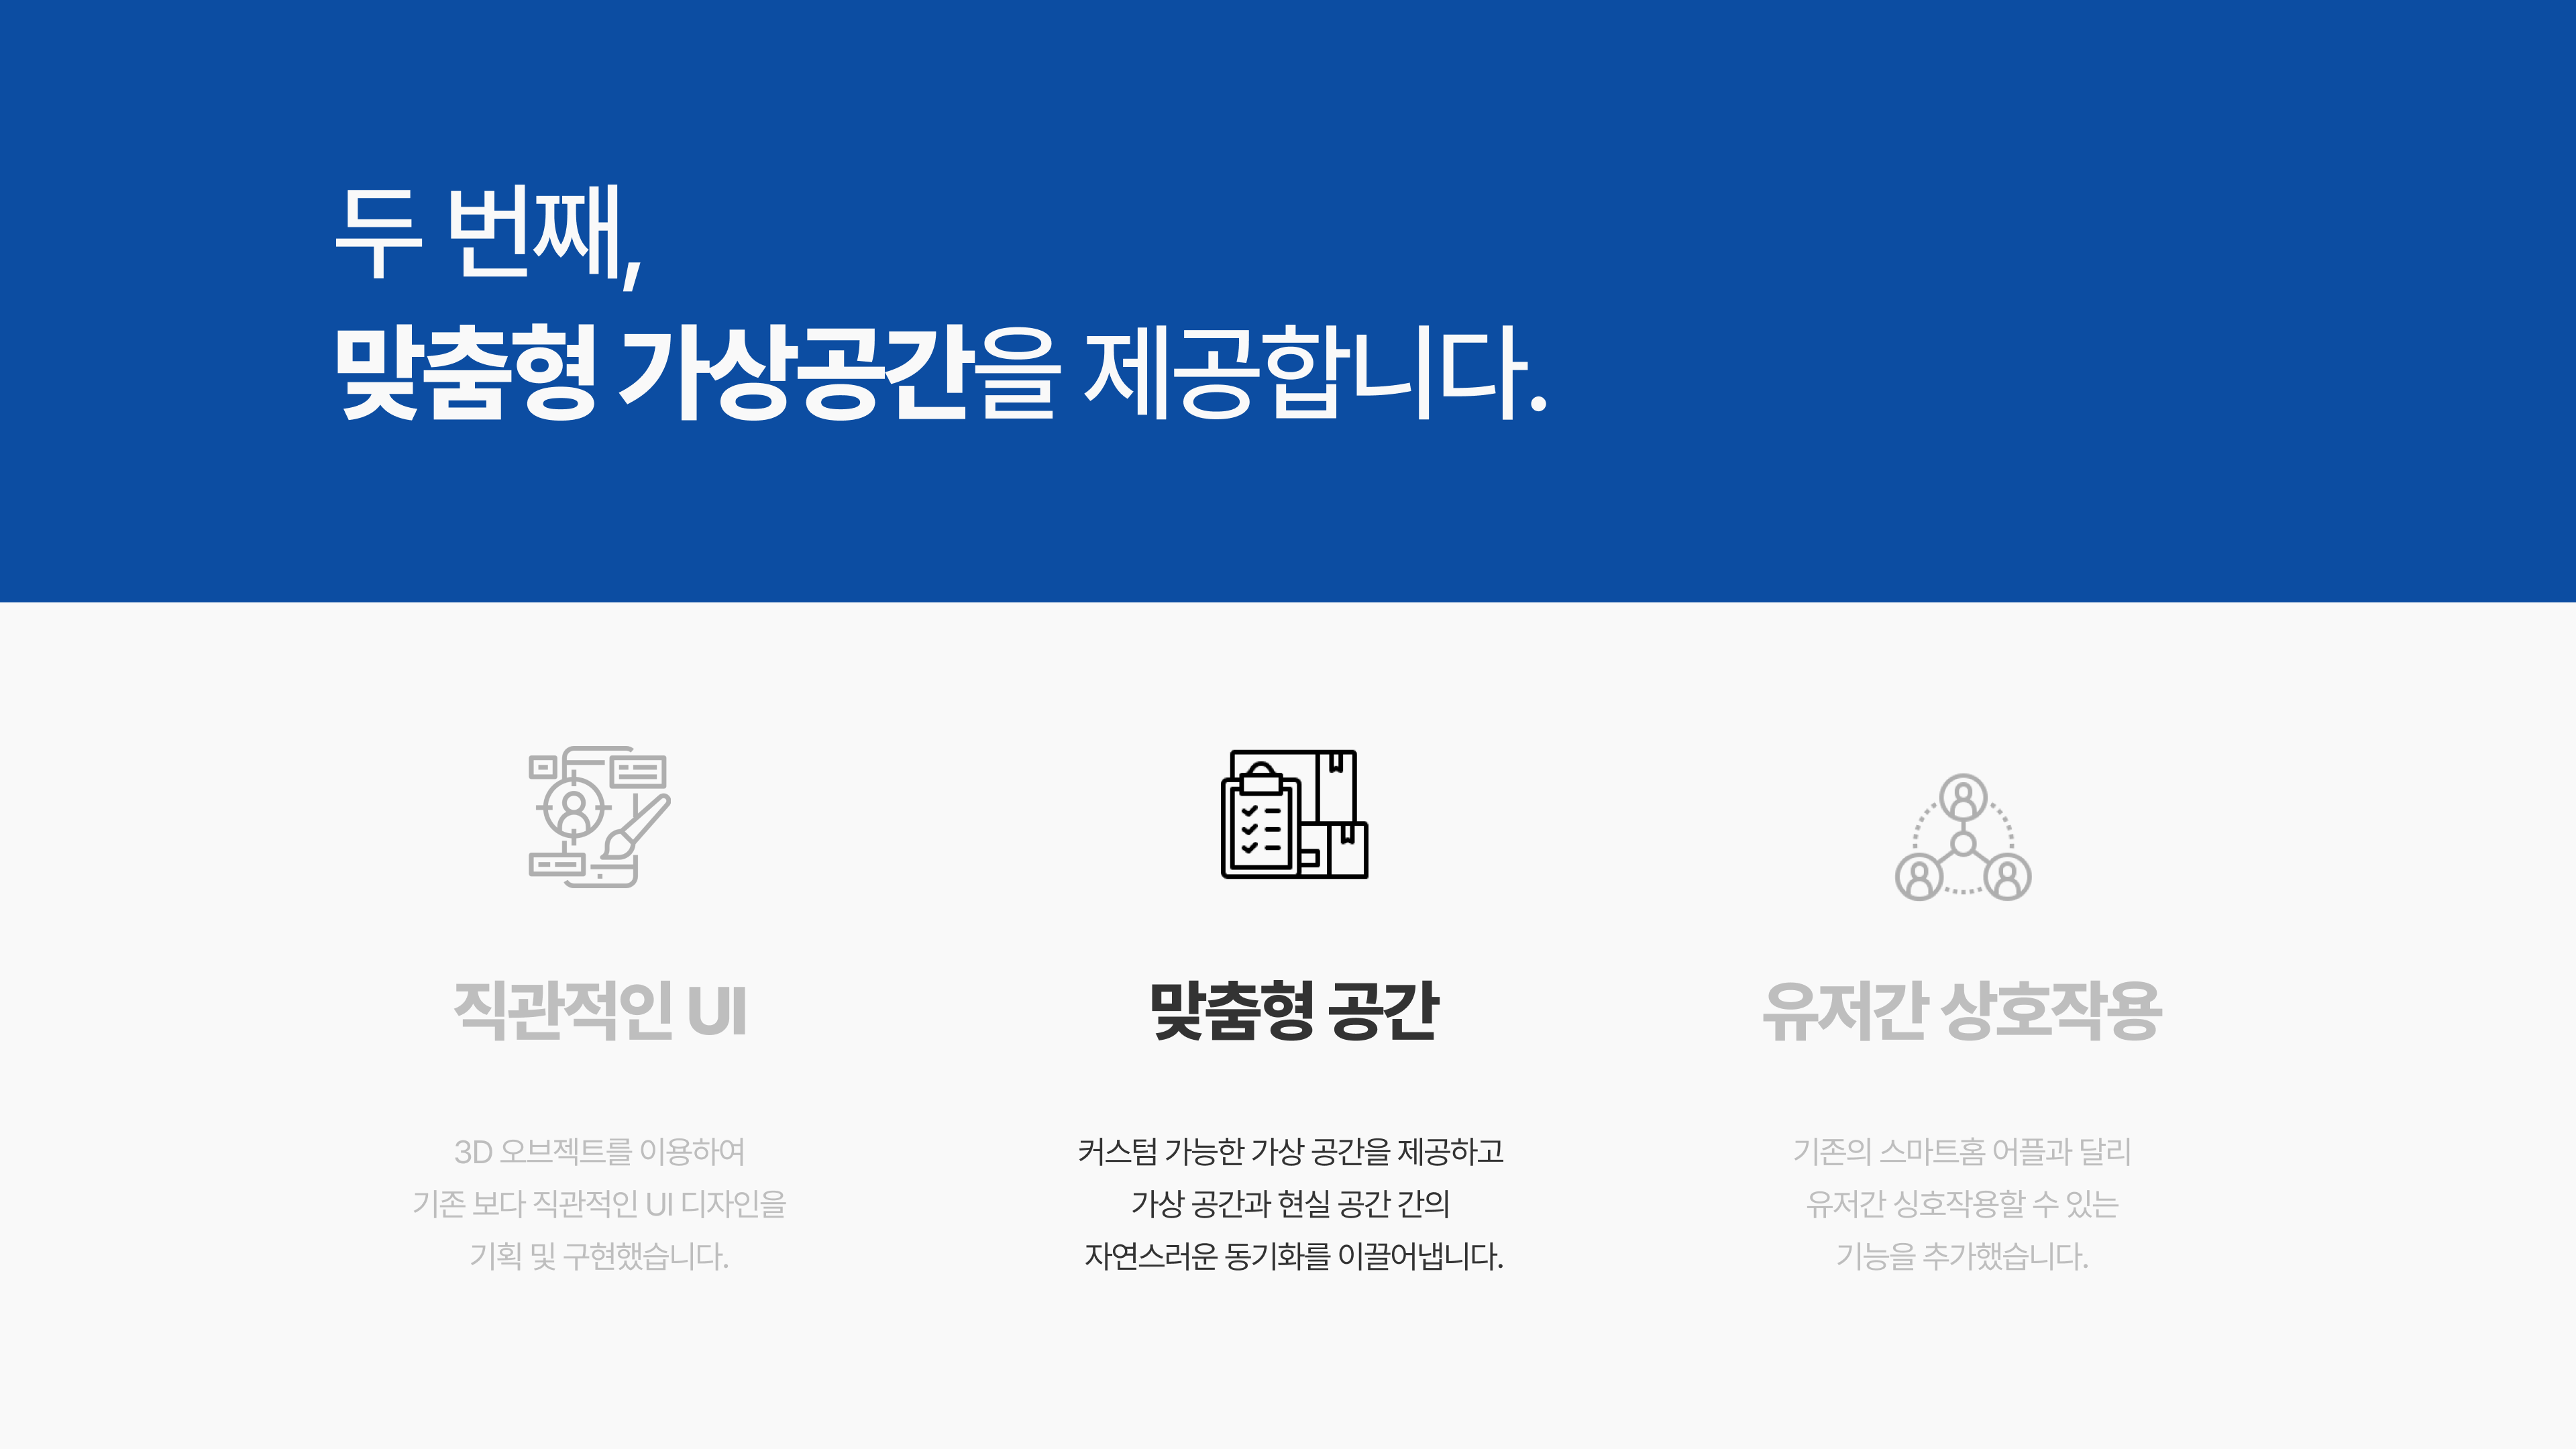 두 번째,
맞춤형 가상공간을 제공합니다.
직관적인 UI
3D 오브젝트를 이용하여
기존 보다 직관적인 UI 디자인을
기획 및 구현했습니다.
맞춤형 공간
커스텀 가능한 가상 공간을 제공하고
가상 공간과 현실 공간 간의
자연스러운 동기화를 이끌어냅니다.
유저간 상호작용
기존의 스마트홈 어플과 달리
유저간 싱호작용할 수 있는
기능을 추가했습니다.